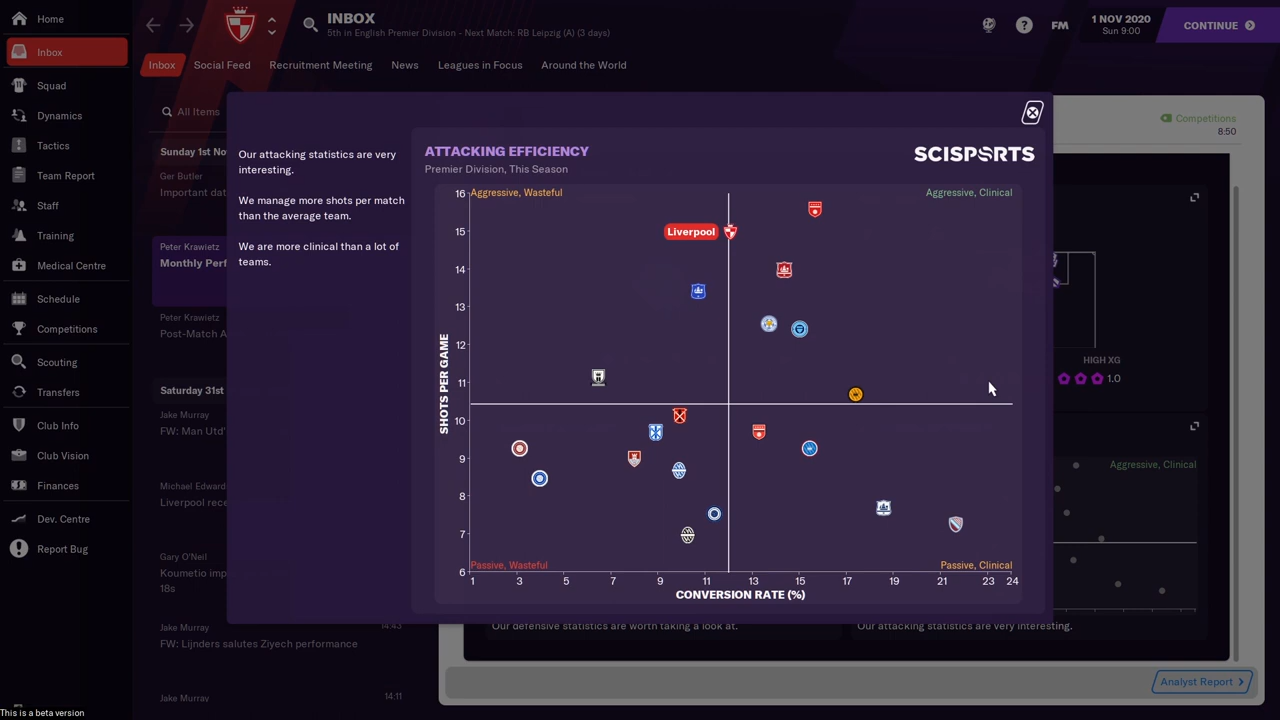 Home
Inbox
Squad
Dynamics
Tactics
Team Report
Staff
Training
Medical Centre
Schedule
Competitions
Scouting
Transfers
Club Info
Club Vision
Finances
Dev. Centre
Report Bug
This is a beta version
INBOX
5th in English Premier Division - Next Match: RB Leipzig (A) (3 days)
?
FM
1 NOV 2020
Sun 9:00
CONTINUE
Inbox
Social Feed
Recruitment Meeting
News
Leagues in Focus
Around the World
All Items
Sunday 1st Nov
Ger Butler
Important dat
Peter Krawietz
Monthly Perf
Peter Krawietz
Post-Match A
Saturday 31st
Jake Murray
FW: Man Utd'
Michael Edward
Liverpool rece
Gary O'Neil
Koumetio imp
18s
Jake Murray
14:43
FW: Lijnders salutes Ziyech performance
Jake Murray
14:11
Our attacking statistics are very
interesting.
We manage more shots per match
than the average team.
We are more clinical than a lot of
teams.
ATTACKING EFFICIENCY
Premier Division, This Season
SCISPORTS
Aggressive, Wasteful
Aggressive, Clinical
Liverpool
Passive, Wasteful
Passive, Clinical
SHOTS PER GAME
16
15
14
13
12
11
10
9
8
7
6
1 3 5 7 9 11 13 15 17 19 21 23 24
CONVERSION RATE (%)
Competitions
8:50
HIGH XG
1.0
Aggressive, Clinical
Our defensive statistics are worth taking a look at.
Our attacking statistics are very interesting.
Analyst Report